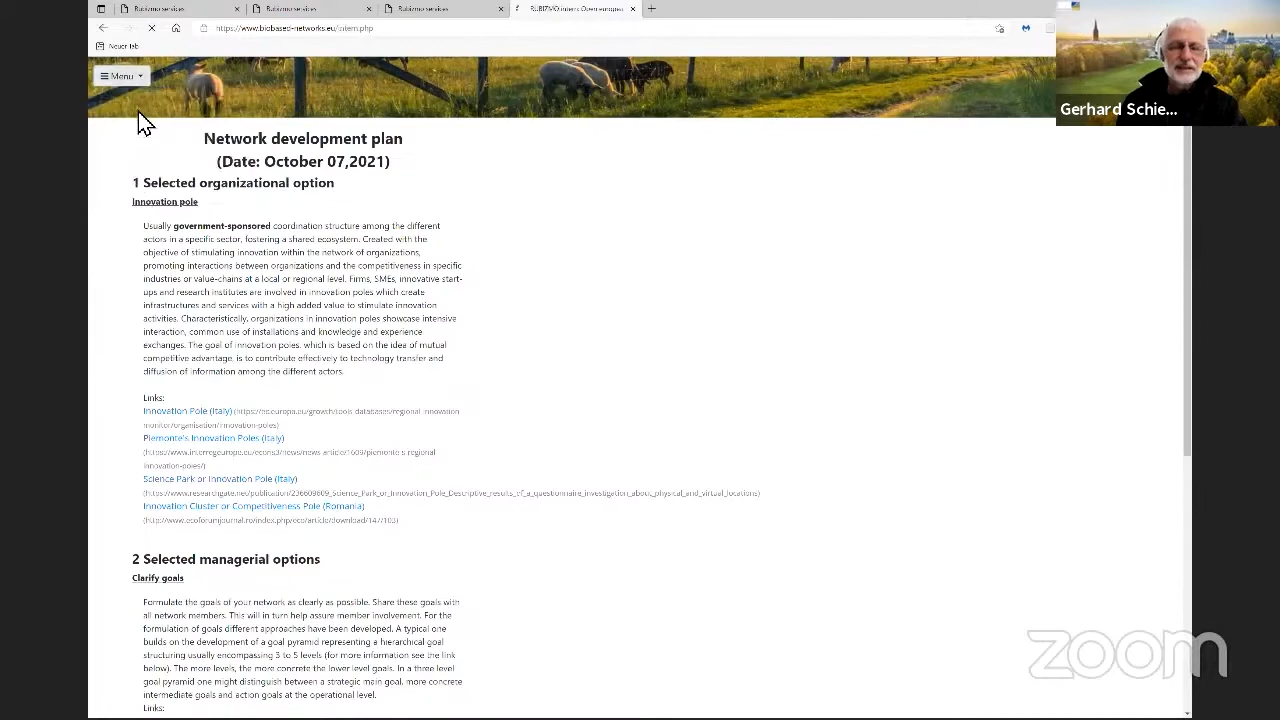 Rubizmo services
Rubizmo services
Rubizmo services
RUBIZMO intern: Open europea
https://www.biobased-networks.eu/intern.php
Neuer Tab
Menu
Gerhard Schie...
Network development plan
(Date: October 07,2021)
1 Selected organizational option
Innovation pole
Usually government-sponsored coordination structure among the different
actors in a specific sector, fostering a shared ecosystem. Created with the
objective of stimulating innovation within the network of organizations,
promoting interactions between organizations and the competitiveness in specific
industries or value-chains at a local or regional level. Firms, SMEs, innovative start-
ups and research institutes are involved in innovation poles which create
infrastructures and services with a high added value to stimulate innovation
activities. Characteristically, organizations in innovation poles showcase intensive
interaction, common use of installations and knowledge and experience
exchanges. The goal of innovation poles, which is based on the idea of mutual
competitive advantage, is to contribute effectively to technology transfer and
diffusion of information among the different actors.
Links:
Innovation Pole (Italy) (https://ec.europa.eu/growth/tools-databases/regional-innovation-
monitor/organisation/innovation-poles)
Piemonte's Innovation Poles (Italy)
(https://www.interregeurope.eu/econs3/news/news-article/1609/piemonte-s-regional-
innovation-poles/)
Science Park or Innovation Pole (Italy)
(https://www.researchgate.net/publication/236609609_Science_Park_or_Innovation_Pole_Descriptive_results_of_a_questionnaire_investigation_about_physical_and_virtual_locations)
Innovation Cluster or Competitiveness Pole (Romania)
(http://www.ecoforumjournal.ro/index.php/eco/article/download/147/103)
2 Selected managerial options
Clarify goals
Formulate the goals of your network as clearly as possible. Share these goals with
all network members. This will in turn help assure member involvement. For the
formulation of goals different approaches have been developed. A typical one
builds on the development of a goal pyramid representing a hierarchical goal
structuring usually encompassing 3 to 5 levels (for more information see the link
below). The more levels, the more concrete the lower level goals. In a three level
goal pyramid one might distinguish between a strategic main goal, more concrete
intermediate goals and action goals at the operational level.
Links:
zoom